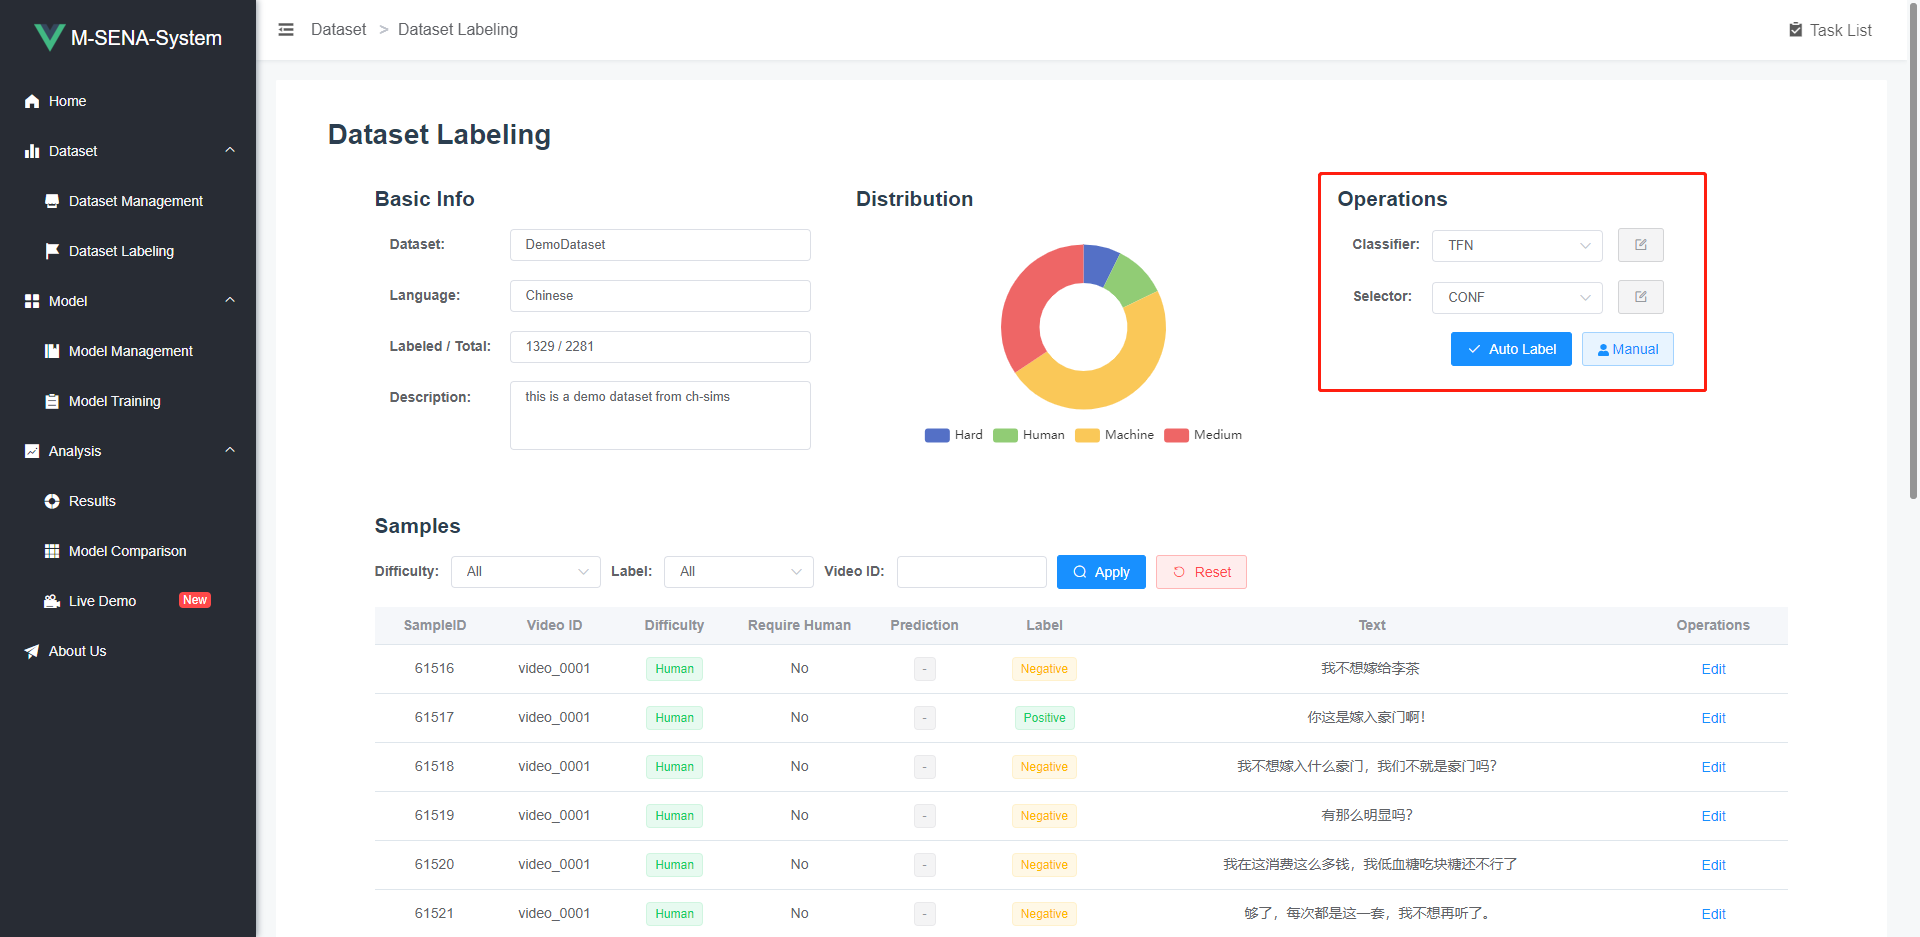 M-SENA-System
Home
Dataset
Dataset Management
Dataset Labeling
Model
Model Management
Model Training
Analysis
Results
Model Comparison
Live Demo New
About Us
Dataset > Dataset Labeling
Task List
Dataset Labeling
Basic Info
Dataset: DemoDataset
Language: Chinese
Labeled / Total: 1329 / 2281
Description: this is a demo dataset from ch-sims
Distribution
Hard Human Machine Medium
Operations
Classifier: TFN
Selector: CONF
Auto Label Manual
Samples
Difficulty: All Label: All Video ID: Apply Reset
SampleID Video ID Difficulty Require Human Prediction Label Text Operations
61516 video_0001 Human No - Negative 我不想嫁给李茶 Edit
61517 video_0001 Human No - Positive 你这是嫁入豪门啊！ Edit
61518 video_0001 Human No - Negative 我不想嫁入什么豪门，我们不就是豪门吗？ Edit
61519 video_0001 Human No - Negative 有那么明显吗？ Edit
61520 video_0001 Human No - Negative 我在这消费这么多钱，我低血糖吃块糖还不行了 Edit
61521 video_0001 Human No - Negative 够了，每次都是这一套，我不想再听了。 Edit